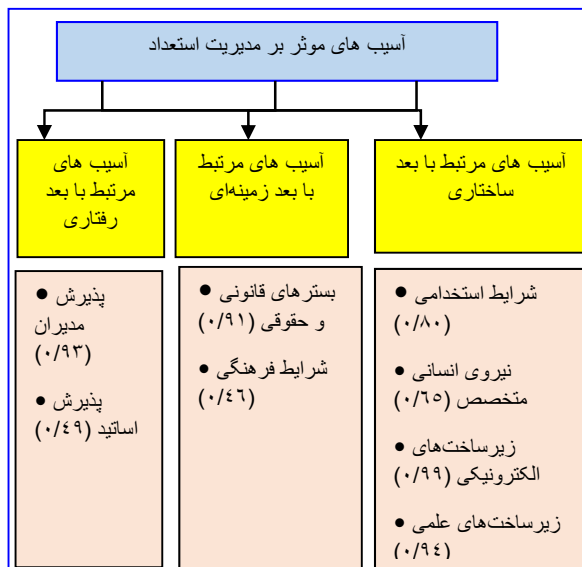 آسیب های موثر بر مدیریت استعداد
آسیب های مرتبط با بعد
ساختاری
آسیب های مرتبط
با بعد زمینه‌ای
آسیب های
مرتبط با بعد
رفتاری
● شرایط استخدامی
(۰/۸۰)
● نیروی انسانی
متخصص (۰/۶۵)
● زیرساخت‌های
الکترونیکی (۰/۹۹)
● زیرساخت‌های علمی
(۰/۹٤)
● بسترهای قانونی
و حقوقی (۰/۹۱)
● شرایط فرهنگی
(۰/٤۶)
● پذیرش
مدیران
(۰/۹۳)
● پذیرش
اساتید (۰/٤۹)